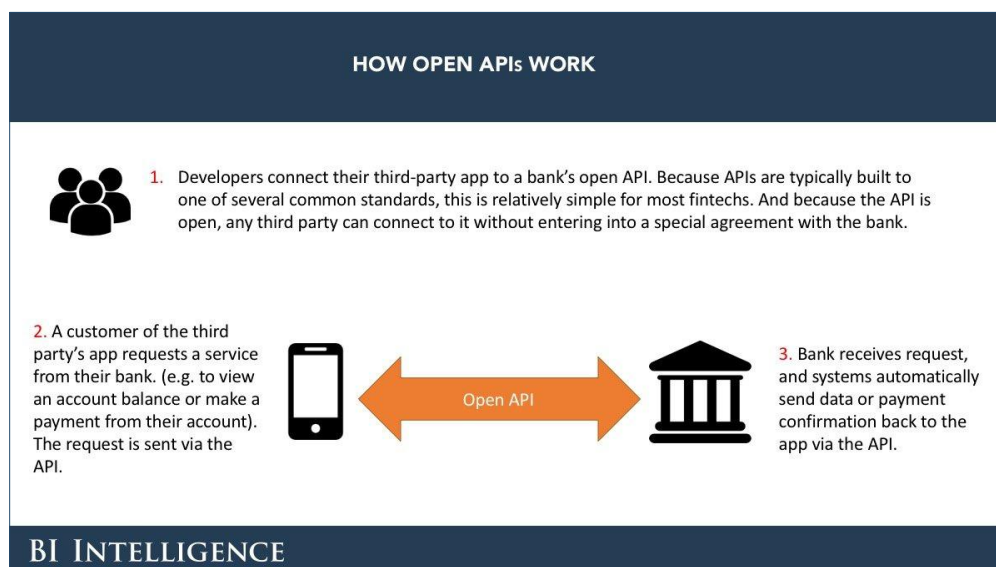 HOW OPEN APIs WORK
1. Developers connect their third-party app to a bank's open API. Because APIs are typically built to
one of several common standards, this is relatively simple for most fintechs. And because the API is
open, any third party can connect to it without entering into a special agreement with the bank.
2. A customer of the third
party's app requests a service
from their bank. (e.g. to view
an account balance or make a
payment from their account).
The request is sent via the
API.
Open API
3. Bank receives request,
and systems automatically
send data or payment
confirmation back to the
app via the API.
BI INTELLIGENCE